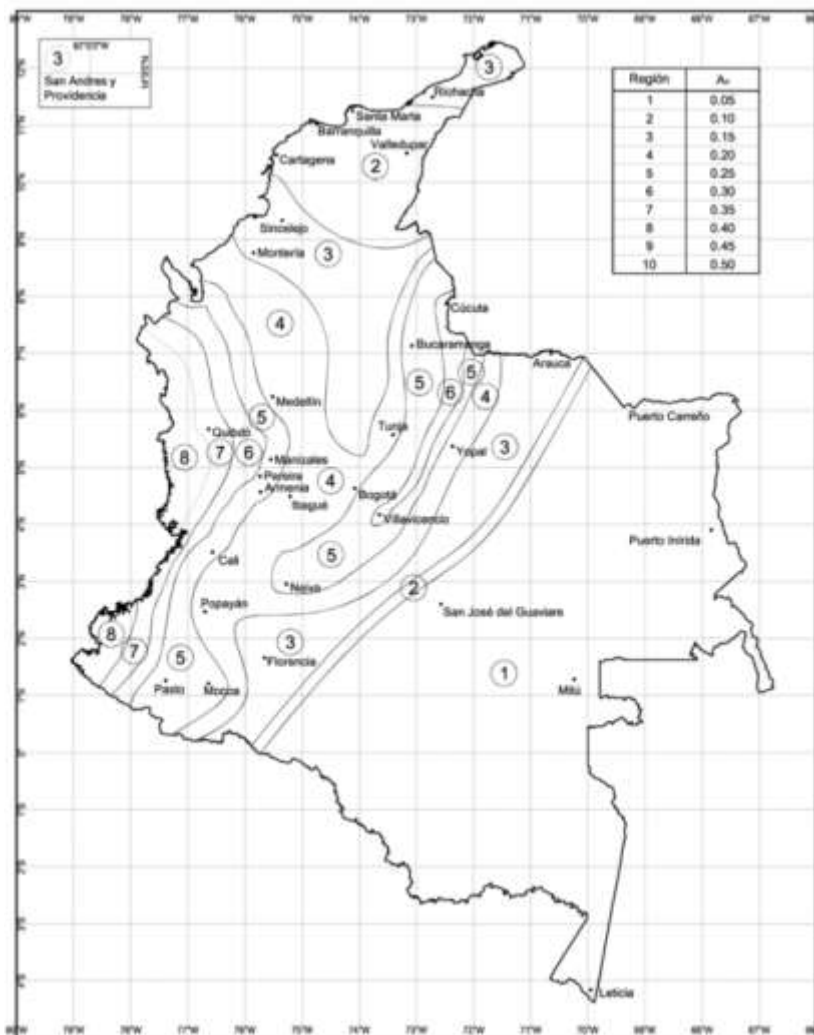 3
San Andres y
Providencia
Región Aₐ
1 0.05
2 0.10
3 0.15
4 0.20
5 0.25
6 0.30
7 0.35
8 0.40
9 0.45
10 0.50
3
Riohacha
Santa Marta
Barranquilla
Valledupar
Cartagena
2
Sincelejo
Montería
3
Cúcuta
4
Bucaramanga
Arauca
5
5
6
4
Medellín
Puerto Carreño
5
Quibdó
Tunja
Yopal
3
8
7
6
Manizales
Pereira
4
Armenia
Bogotá
Ibagué
Villavicencio
Puerto Inírida
Cali
5
Neiva
2
Popayán
San José del Guaviare
8
7
5
3
Florencia
1
Pasto
Mocoa
Mitú
Leticia